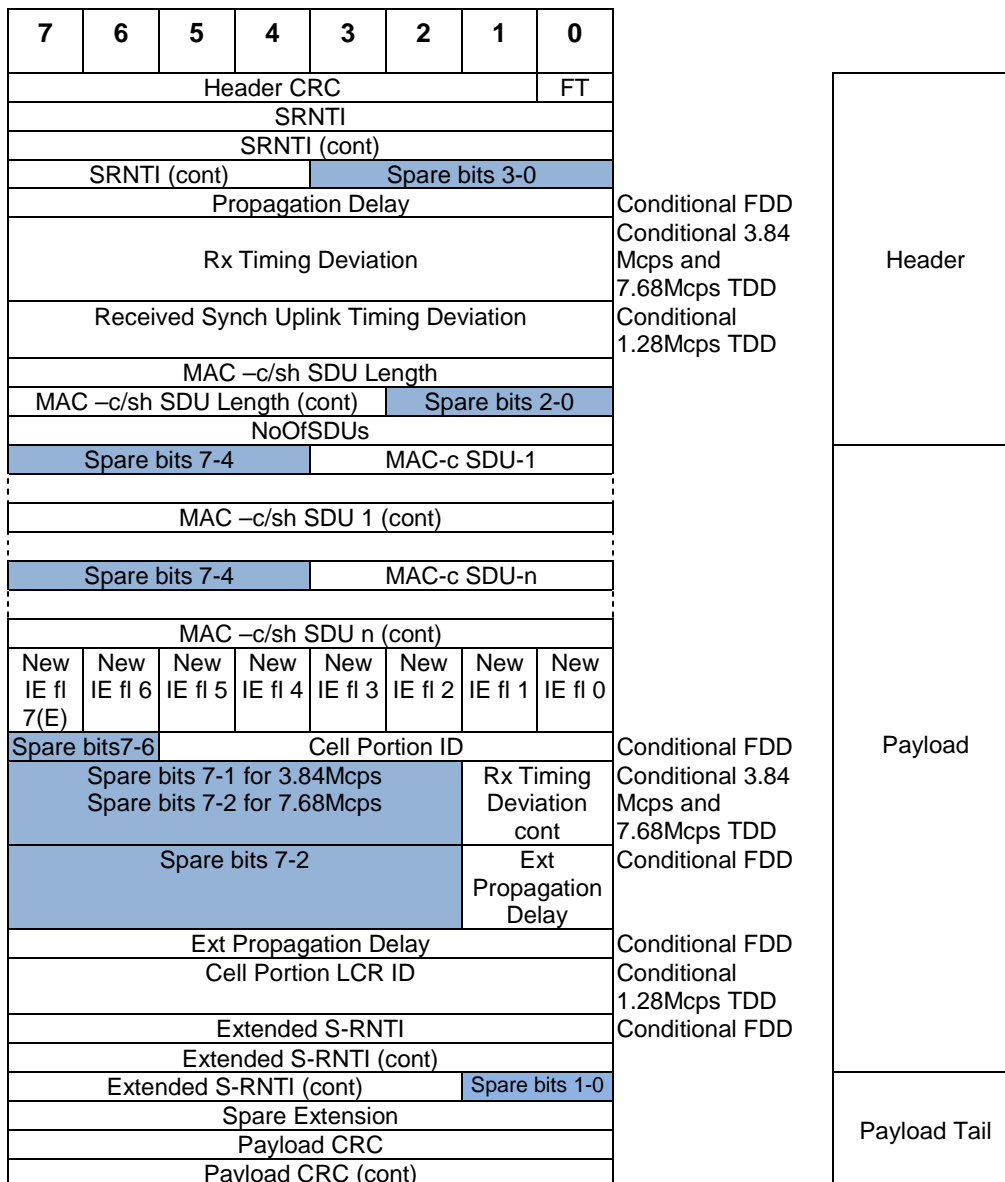 7 6 5 4 3 2 1 0
Header CRC FT
SRNTI
SRNTI (cont)
SRNTI (cont) Spare bits 3-0
Propagation Delay Conditional FDD
Rx Timing Deviation
Conditional 3.84
Mcps and
7.68Mcps TDD
Header
Received Synch Uplink Timing Deviation
Conditional
1.28Mcps TDD
MAC –c/sh SDU Length
MAC –c/sh SDU Length (cont) Spare bits 2-0
NoOfSDUs
Spare bits 7-4 MAC-c SDU-1
MAC –c/sh SDU 1 (cont)
Spare bits 7-4 MAC-c SDU-n
MAC –c/sh SDU n (cont)
New New New New New New New New
IE fl IE fl 6 IE fl 5 IE fl 4 IE fl 3 IE fl 2 IE fl 1 IE fl 0
7(E)
Spare bits7-6 Cell Portion ID Conditional FDD
Payload
Spare bits 7-1 for 3.84Mcps
Spare bits 7-2 for 7.68Mcps
Rx Timing
Deviation
cont
Conditional 3.84
Mcps and
7.68Mcps TDD
Spare bits 7-2
Ext
Propagation
Delay
Conditional FDD
Ext Propagation Delay Conditional FDD
Cell Portion LCR ID
Conditional
1.28Mcps TDD
Extended S-RNTI Conditional FDD
Extended S-RNTI (cont)
Extended S-RNTI (cont) Spare bits 1-0
Spare Extension
Payload Tail
Payload CRC
Payload CRC (cont)